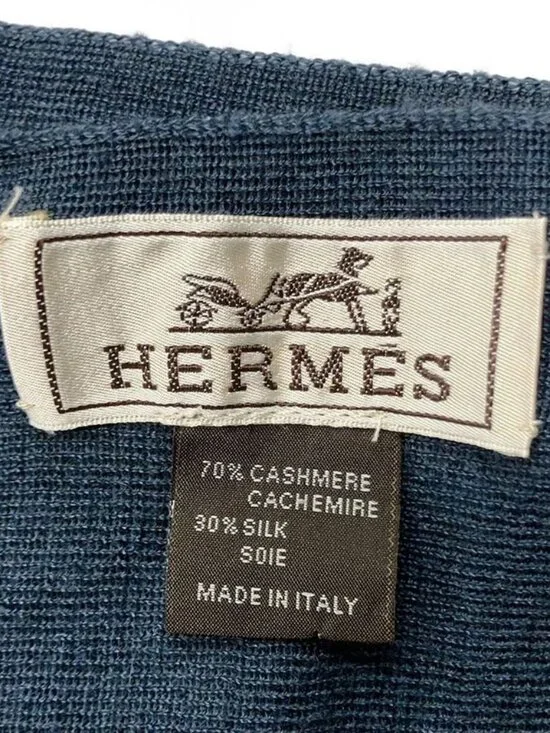 HERMÈS
70% CASHMERE
CACHEMIRE
30% SILK
SOIE
MADE IN ITALY